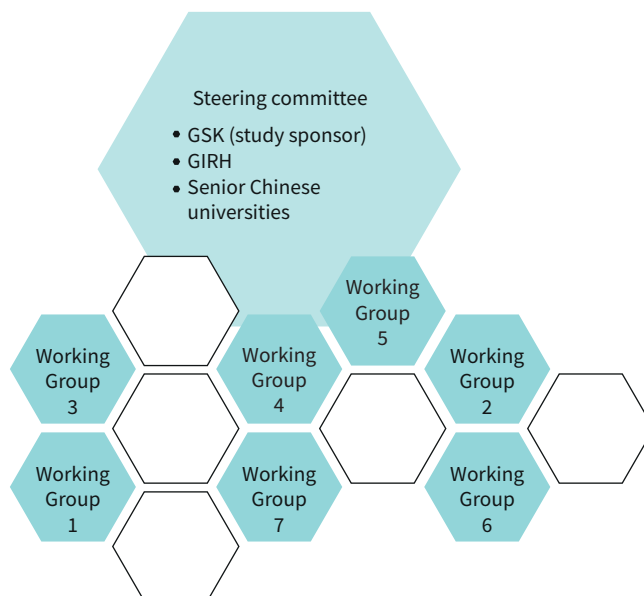 Steering committee
GSK (study sponsor)
GIRH
Senior Chinese
universities
Working
Group
5
Working
Group
3
Working
Group
4
Working
Group
2
Working
Group
1
Working
Group
7
Working
Group
6